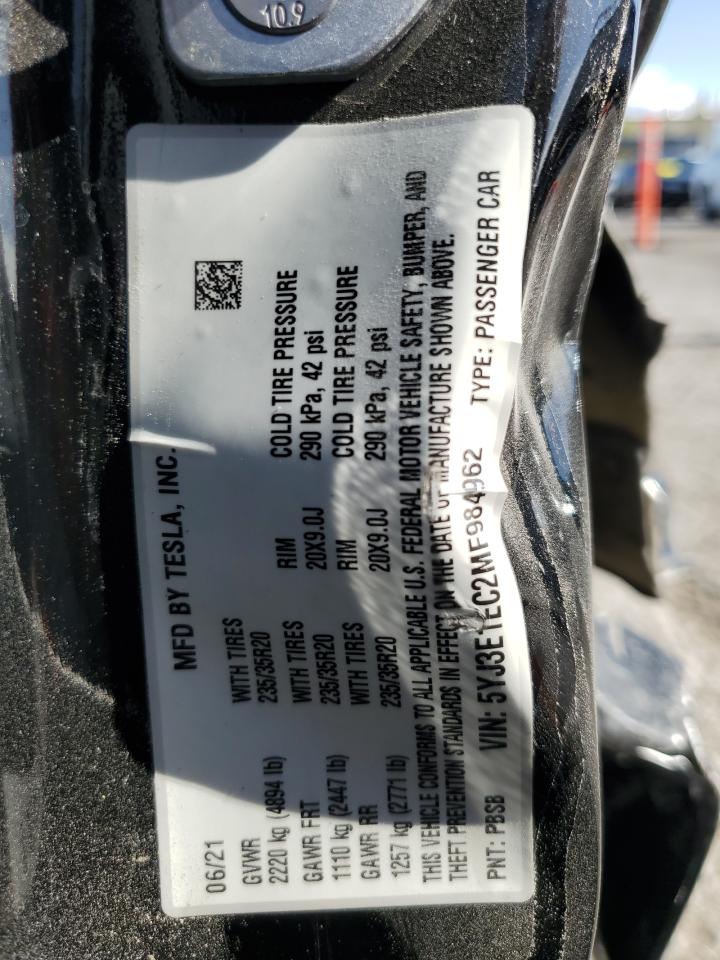 10.9
MFD BY TESLA, INC.
06/21
GVWR WITH TIRES RIM COLD TIRE PRESSURE
2220 kg (4894 lb) 235/35R20 20X9.0J 290 kPa, 42 psi
GAWR FRT WITH TIRES RIM COLD TIRE PRESSURE
1110 kg (2447 lb) 235/35R20 20X9.0J 290 kPa, 42 psi
GAWR RR WITH TIRES
1257 kg (2771 lb) 235/35R20
THIS VEHICLE CONFORMS TO ALL APPLICABLE U.S. FEDERAL MOTOR VEHICLE SAFETY, BUMPER, AND
THEFT PREVENTION STANDARDS IN EFFECT ON THE DATE OF MANUFACTURE SHOWN ABOVE.
PNT: PBSB VIN: 5YJ3E1EC2MF984962 TYPE: PASSENGER CAR